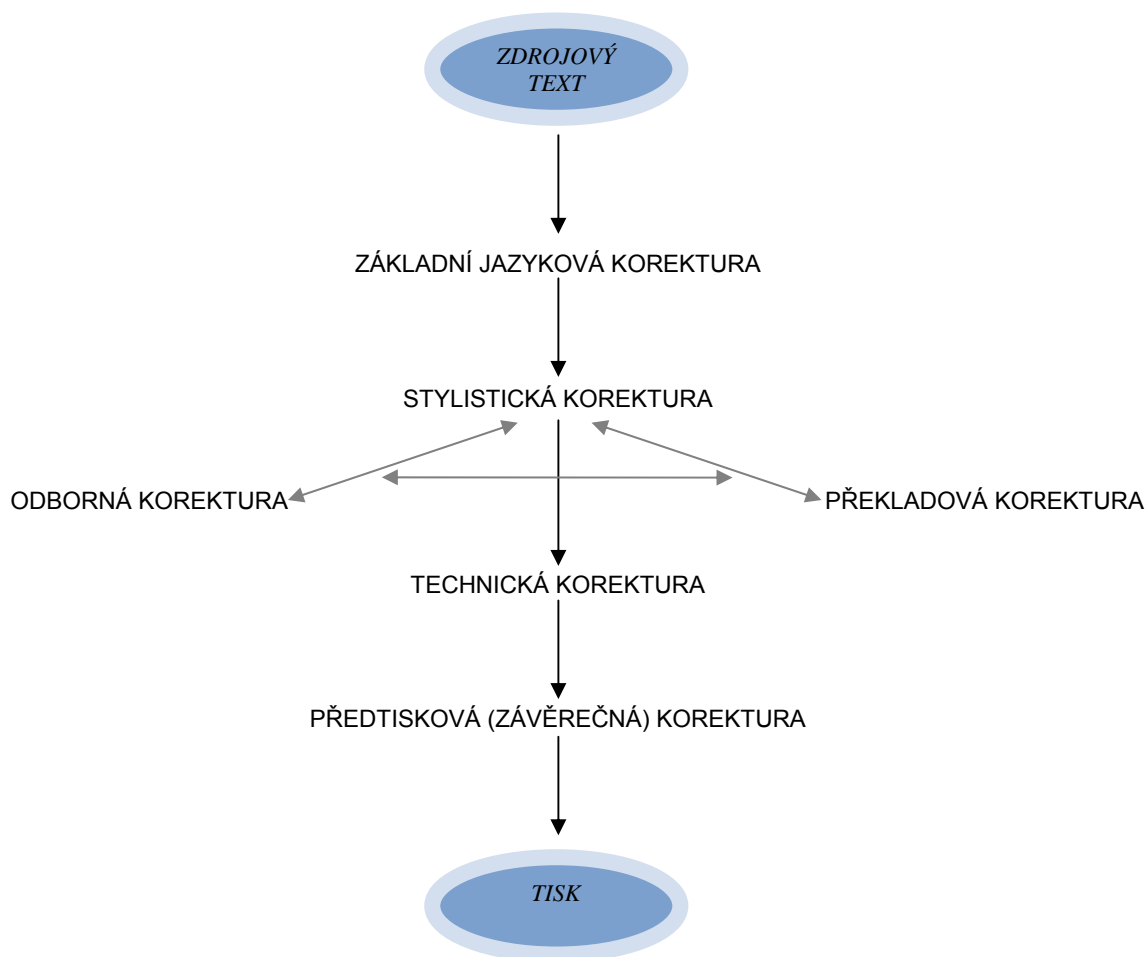 ZDROJOVÝ
TEXT
ZÁKLADNÍ JAZYKOVÁ KOREKTURA
STYLISTICKÁ KOREKTURA
ODBORNÁ KOREKTURA
PŘEKLADOVÁ KOREKTURA
TECHNICKÁ KOREKTURA
PŘEDTISKOVÁ (ZÁVĚREČNÁ) KOREKTURA
TISK